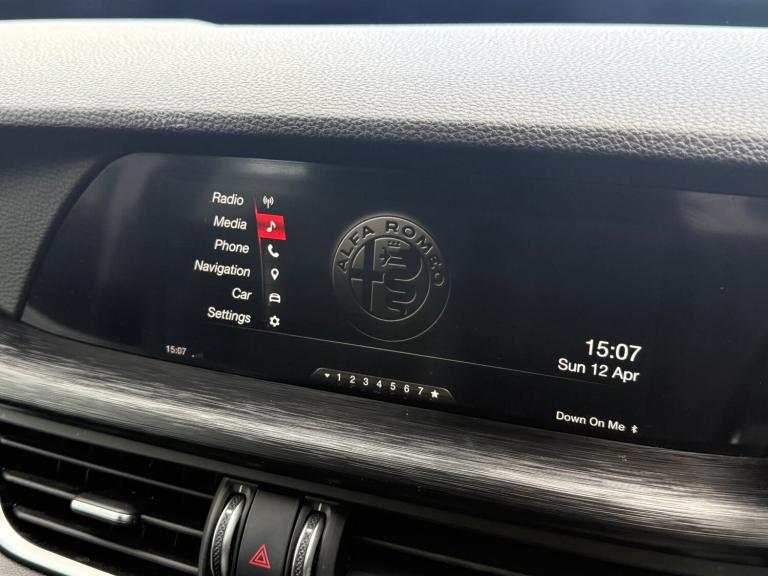 Radio
Media
Phone
Navigation
Car
Settings
ALFA ROMEO
15:07
15:07
Sun 12 Apr
1 2 3 4 5 6 7
Down On Me